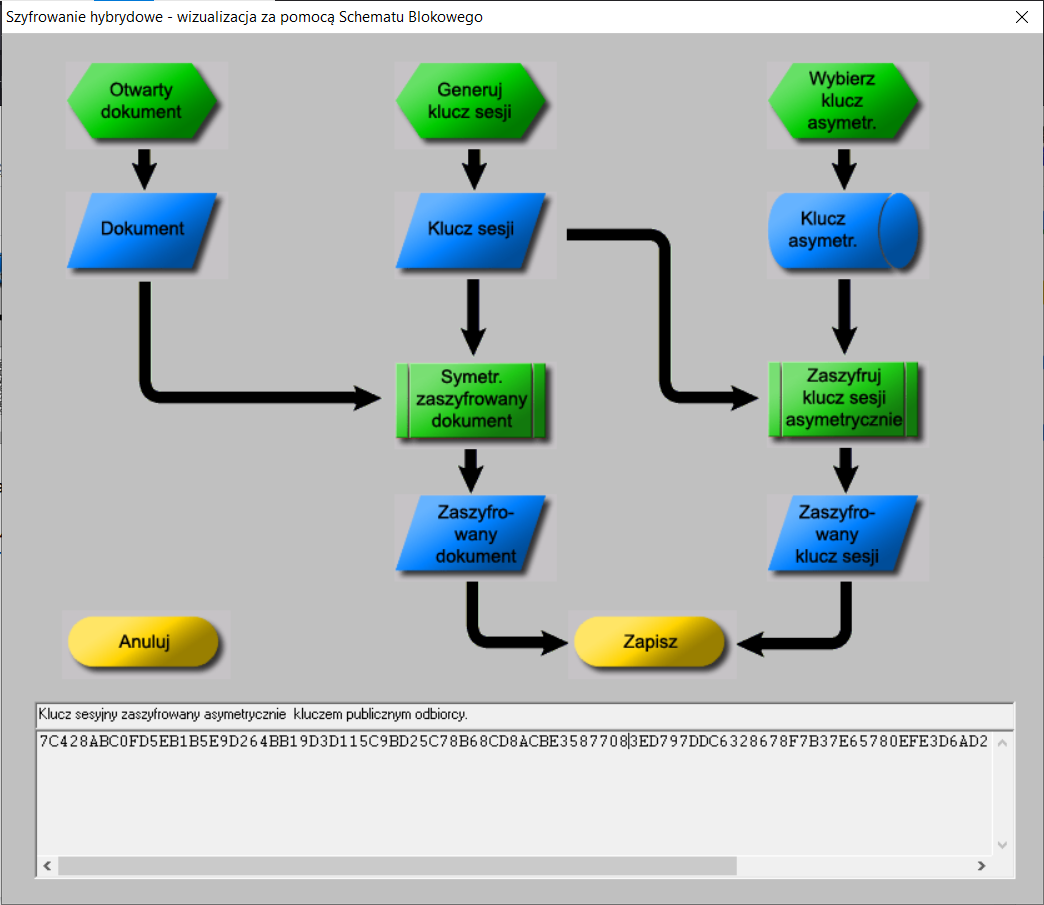 Szyfrowanie hybrydowe - wizualizacja za pomocą Schematu Blokowego
Otwarty
dokument
Generuj
klucz sesji
Wybierz
klucz
asymetr.
Dokument
Klucz sesji
Klucz
asymetr.
Symetr.
zaszyfrowany
dokument
Zaszyfruj
klucz sesji
asymetrycznie
Zaszyfro-
wany
dokument
Zaszyfro-
wany
klucz sesji
Anuluj
Zapisz
Klucz sesyjny zaszyfrowany asymetrycznie kluczem publicznym odbiorcy.
7C428ABC0FD5EB1B5E9D264BB19D3D115C9BD25C78B68CD8ACBE35877083ED797DDC6328678F7B37E65780EFE3D6AD2